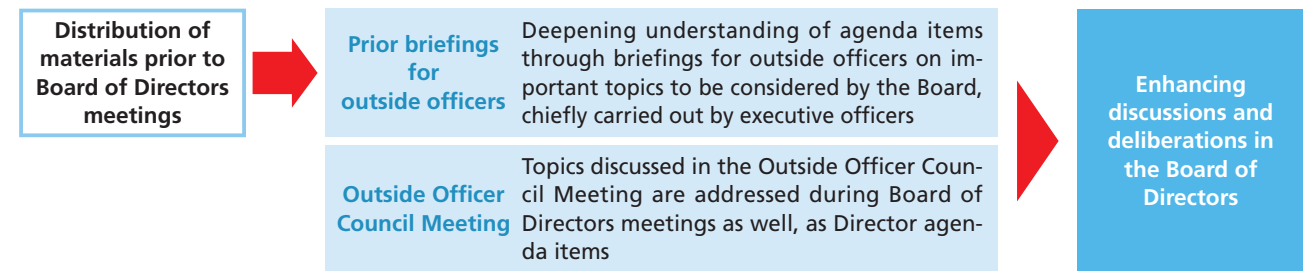 Distribution of
materials prior to
Board of Directors
meetings
Prior briefings
for
outside officers
Deepening understanding of agenda items
through briefings for outside officers on im-
portant topics to be considered by the Board,
chiefly carried out by executive officers
Outside Officer
Council Meeting
Topics discussed in the Outside Officer Coun-
cil Meeting are addressed during Board of
Directors meetings as well, as Director agen-
da items
Enhancing
discussions and
deliberations in
the Board of
Directors